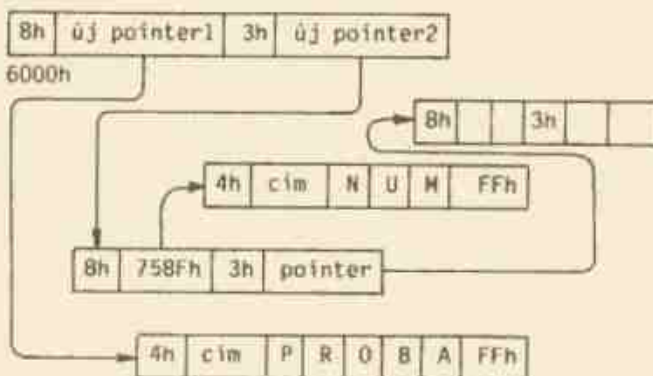 8h új pointer1 3h új pointer2
6000h
8h 3h
4h cím N U M FFh
8h 758Fh 3h pointer
4h cím P R O B A FFh